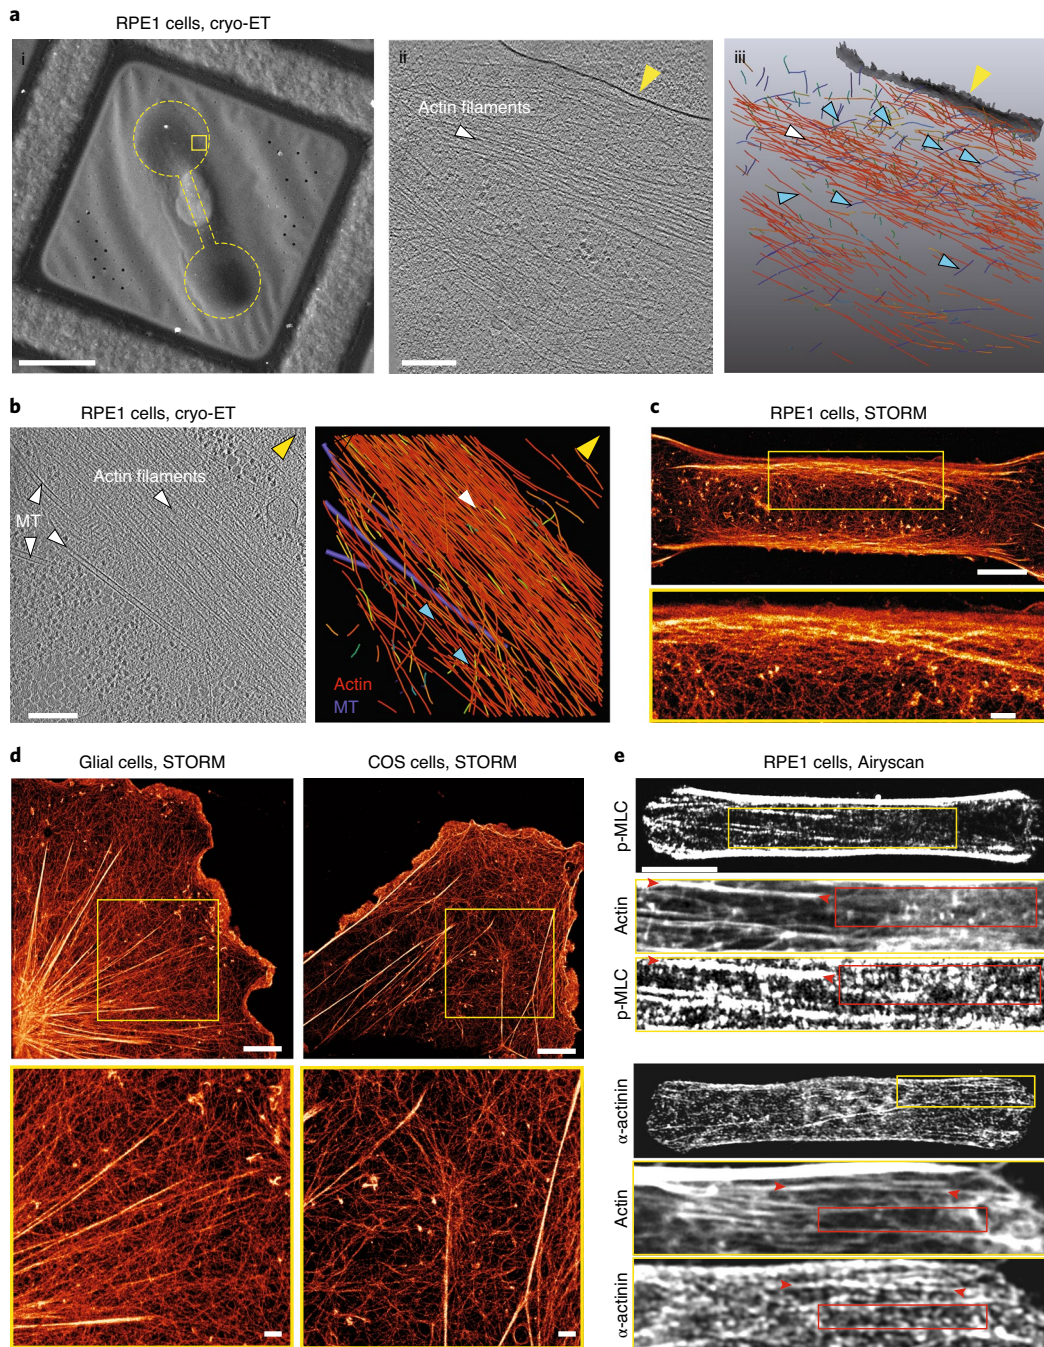 a
RPE1 cells, cryo-ET
i
ii
iii
Actin filaments
b
RPE1 cells, cryo-ET
Actin filaments
MT
Actin
MT
c
RPE1 cells, STORM
d
Glial cells, STORM
COS cells, STORM
e
RPE1 cells, Airyscan
p-MLC
Actin
p-MLC
α-actinin
Actin
α-actinin